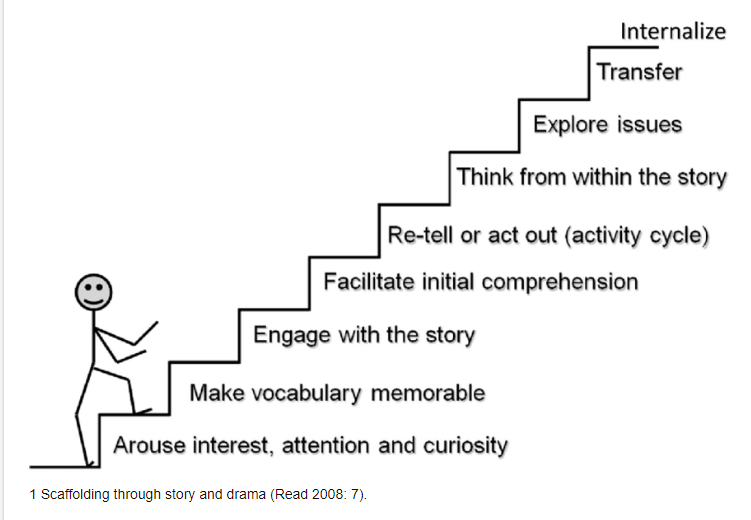 Internalize
Transfer
Explore issues
Think from within the story
Re-tell or act out (activity cycle)
Facilitate initial comprehension
Engage with the story
Make vocabulary memorable
Arouse interest, attention and curiosity
1 Scaffolding through story and drama (Read 2008: 7).